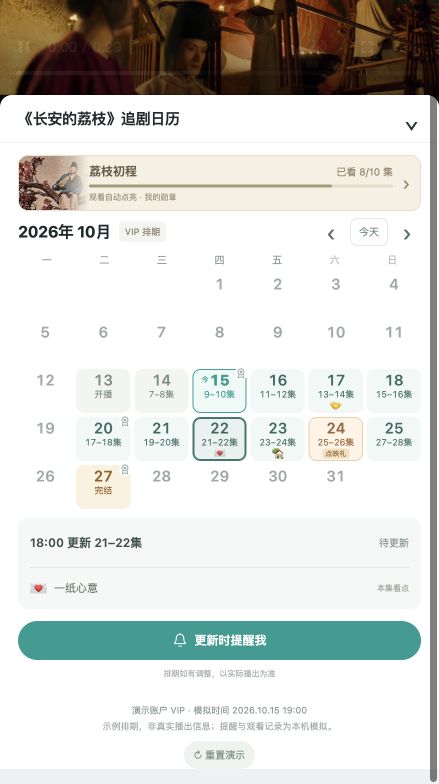 0:00 / 0:29
《长安的荔枝》追剧日历
荔枝初程
已看 8/10 集
观看自动点亮 · 我的勋章
2026年 10月
VIP 排期
今天
一 二 三 四 五 六 日
1 2 3 4
5 6 7 8 9 10 11
12 13 14 今 15 16 17 18
开播 7–8集 9–10集 11–12集 13–14集 15–16集
19 20 21 22 23 24 25
17–18集 19–20集 21–22集 23–24集 25–26集 27–28集
点映礼
26 27 28 29 30 31
完结
18:00 更新 21–22集
待更新
一纸心意
本集看点
更新时提醒我
排期如有调整，以实际播出为准
演示账户 VIP · 模拟时间 2026.10.15 19:00
示例排期，非真实播出信息；提醒与观看记录为本机模拟。
重置演示